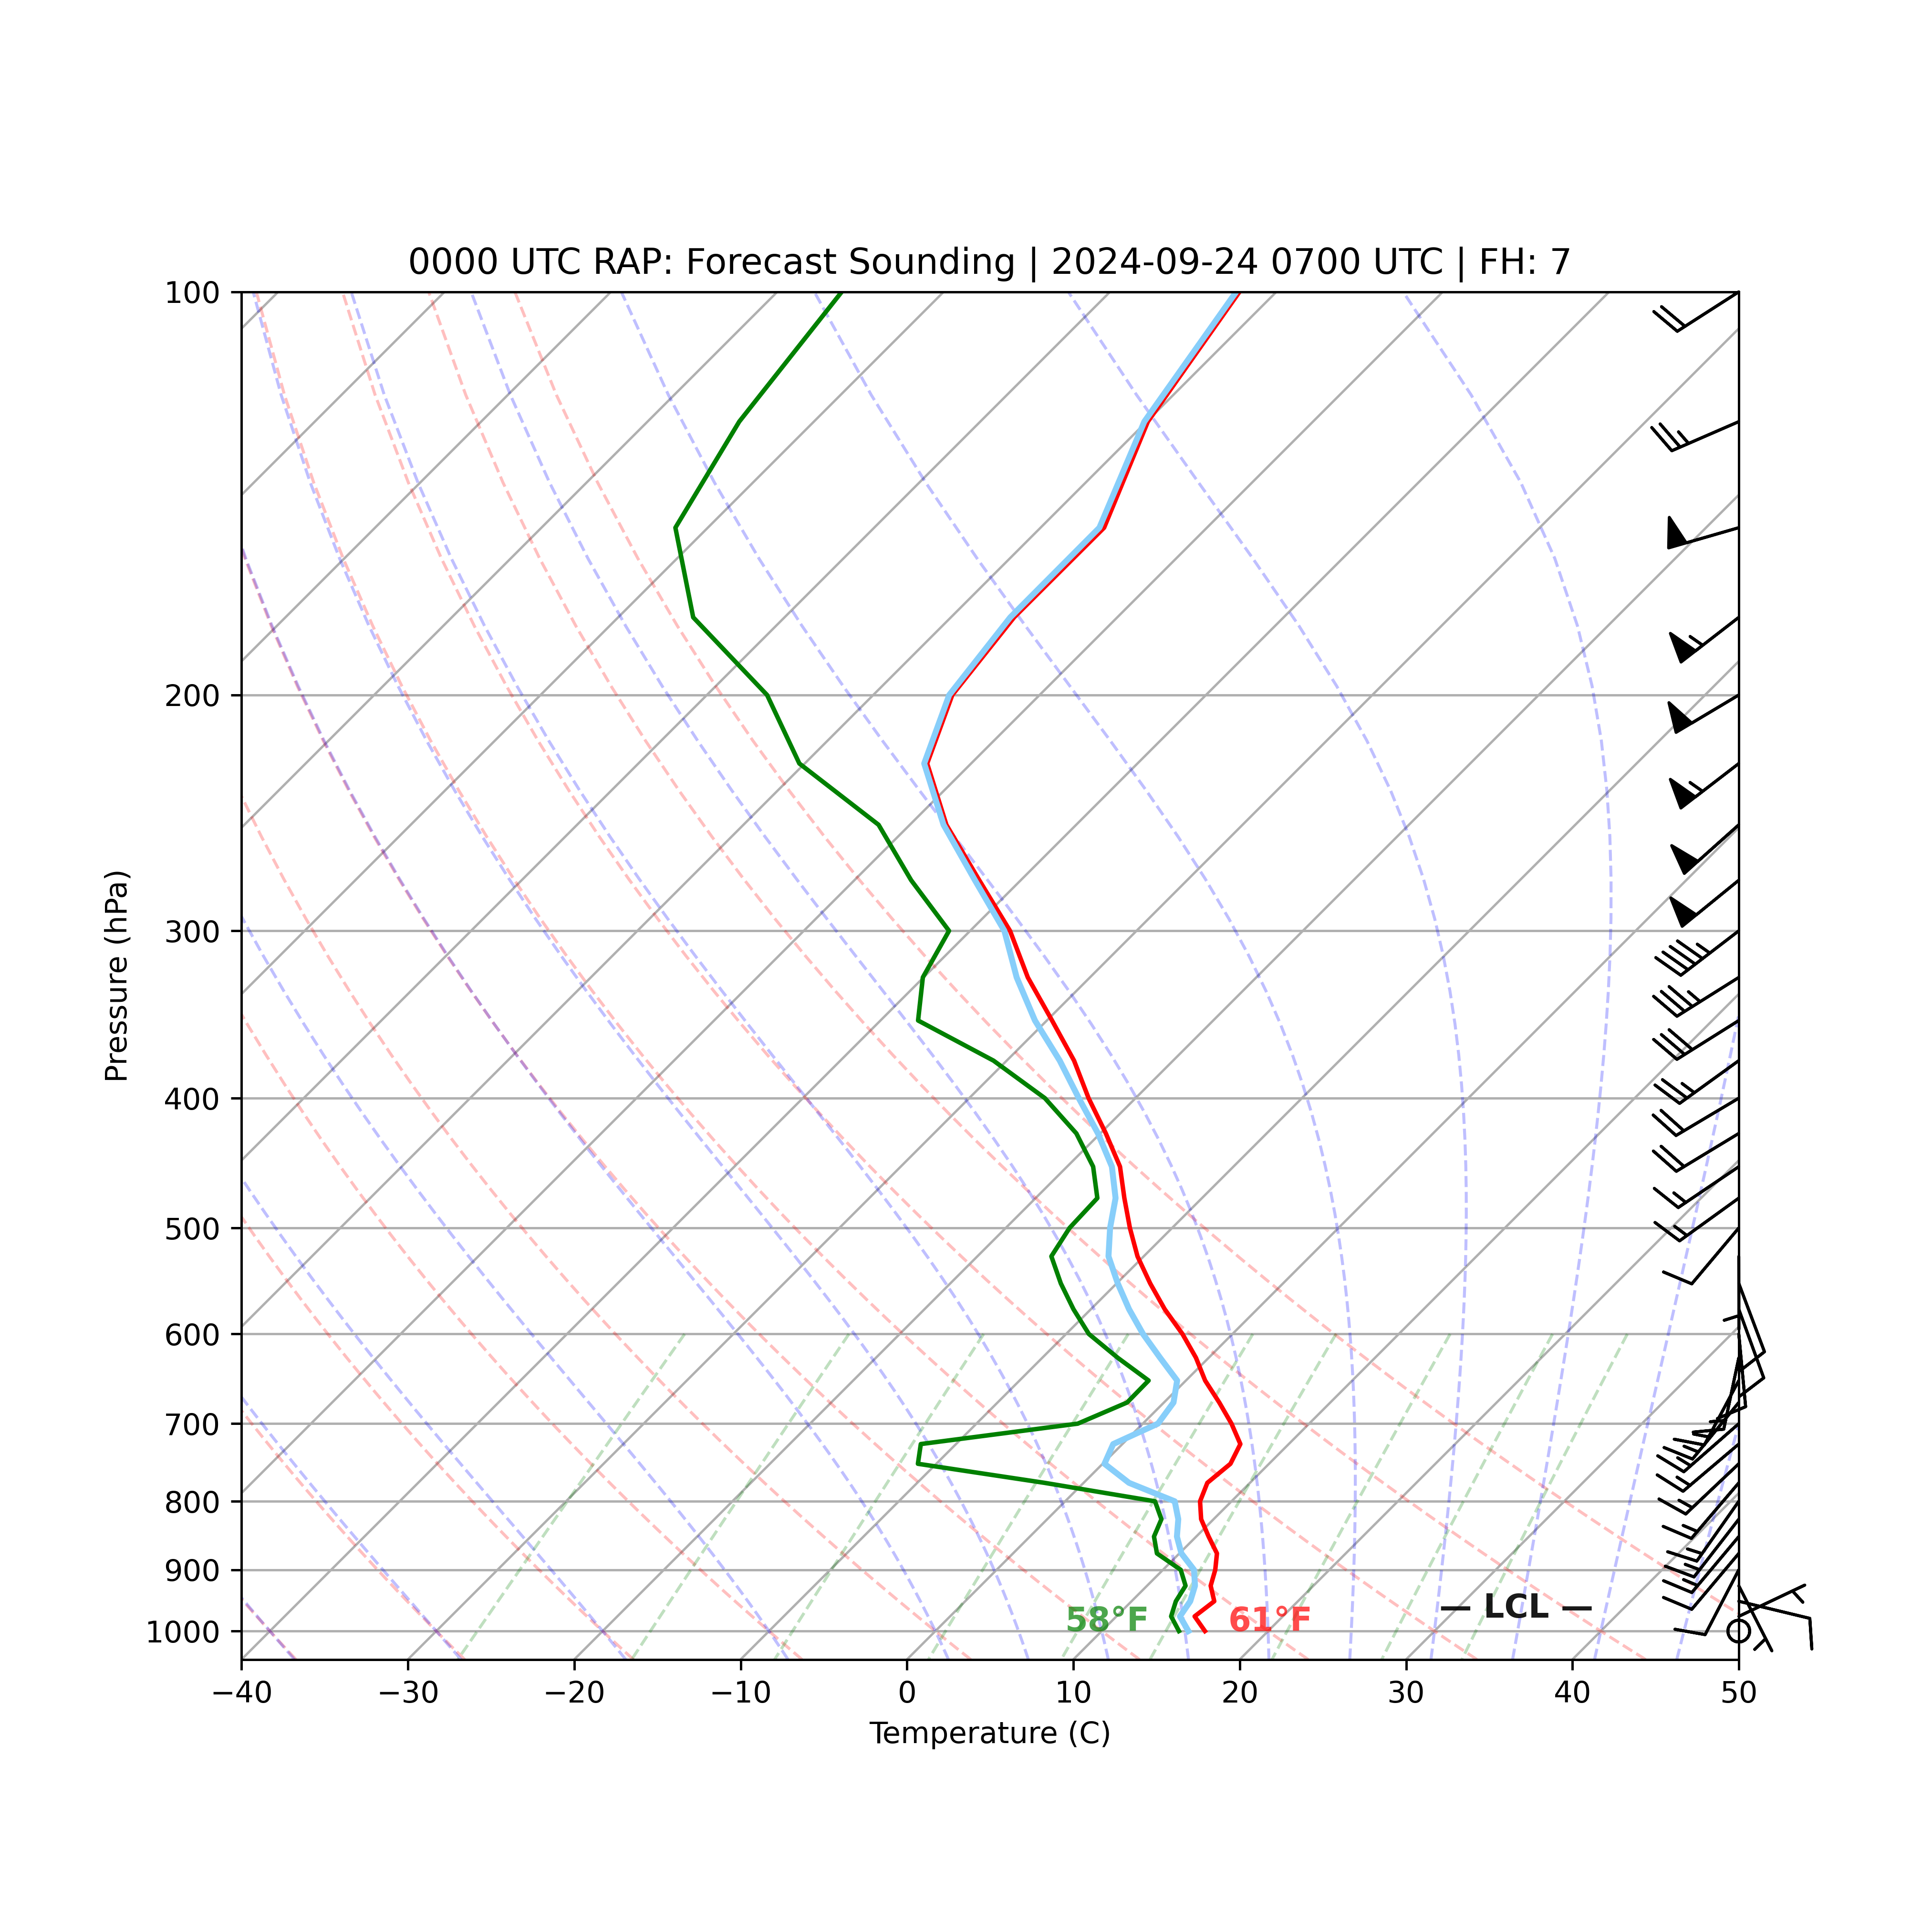 0000 UTC RAP: Forecast Sounding | 2024-09-24 0700 UTC | FH: 7
100
200
300
400
500
600
700
800
900
1000
Pressure (hPa)
58°F
61°F
— LCL —
−40 −30 −20 −10 0 10 20 30 40 50
Temperature (C)